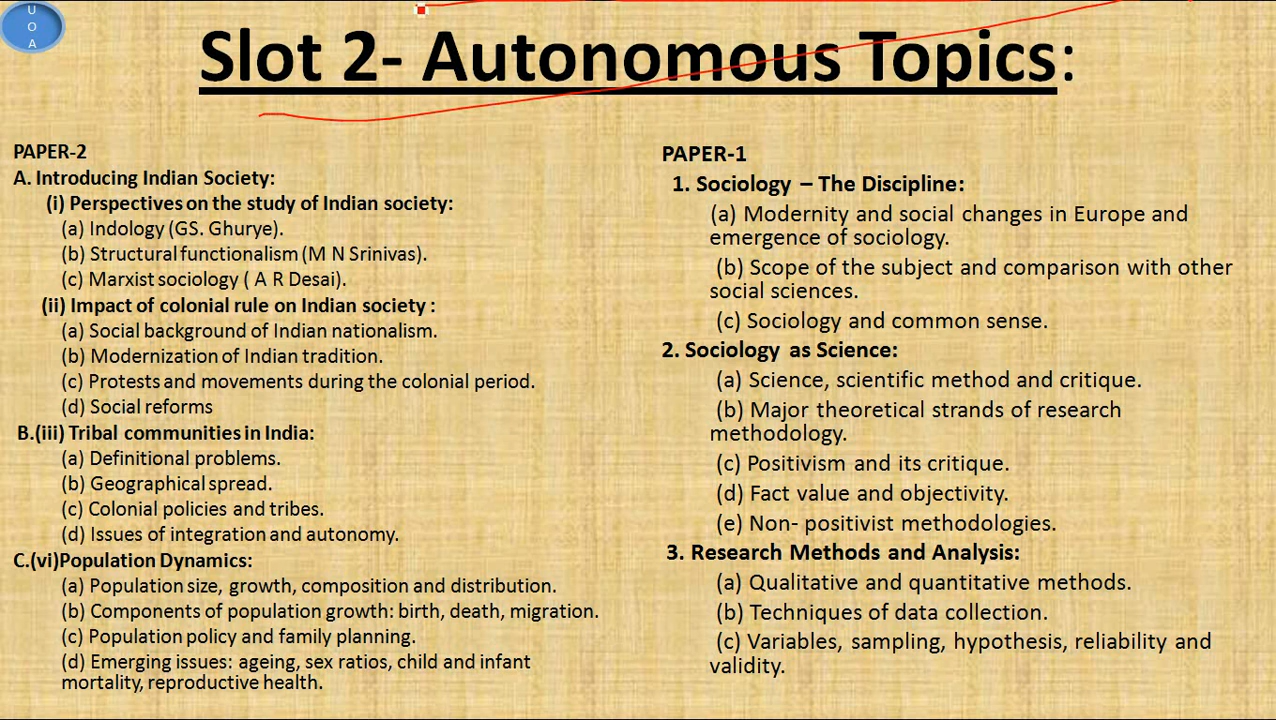 U
O
A
Slot 2- Autonomous Topics:
PAPER-2
A. Introducing Indian Society:
(i) Perspectives on the study of Indian society:
(a) Indology (GS. Ghurye).
(b) Structural functionalism (M N Srinivas).
(c) Marxist sociology ( A R Desai).
(ii) Impact of colonial rule on Indian society :
(a) Social background of Indian nationalism.
(b) Modernization of Indian tradition.
(c) Protests and movements during the colonial period.
(d) Social reforms
B.(iii) Tribal communities in India:
(a) Definitional problems.
(b) Geographical spread.
(c) Colonial policies and tribes.
(d) Issues of integration and autonomy.
C.(vi)Population Dynamics:
(a) Population size, growth, composition and distribution.
(b) Components of population growth: birth, death, migration.
(c) Population policy and family planning.
(d) Emerging issues: ageing, sex ratios, child and infant
mortality, reproductive health.
PAPER-1
1. Sociology – The Discipline:
(a) Modernity and social changes in Europe and
emergence of sociology.
(b) Scope of the subject and comparison with other
social sciences.
(c) Sociology and common sense.
2. Sociology as Science:
(a) Science, scientific method and critique.
(b) Major theoretical strands of research
methodology.
(c) Positivism and its critique.
(d) Fact value and objectivity.
(e) Non- positivist methodologies.
3. Research Methods and Analysis:
(a) Qualitative and quantitative methods.
(b) Techniques of data collection.
(c) Variables, sampling, hypothesis, reliability and
validity.